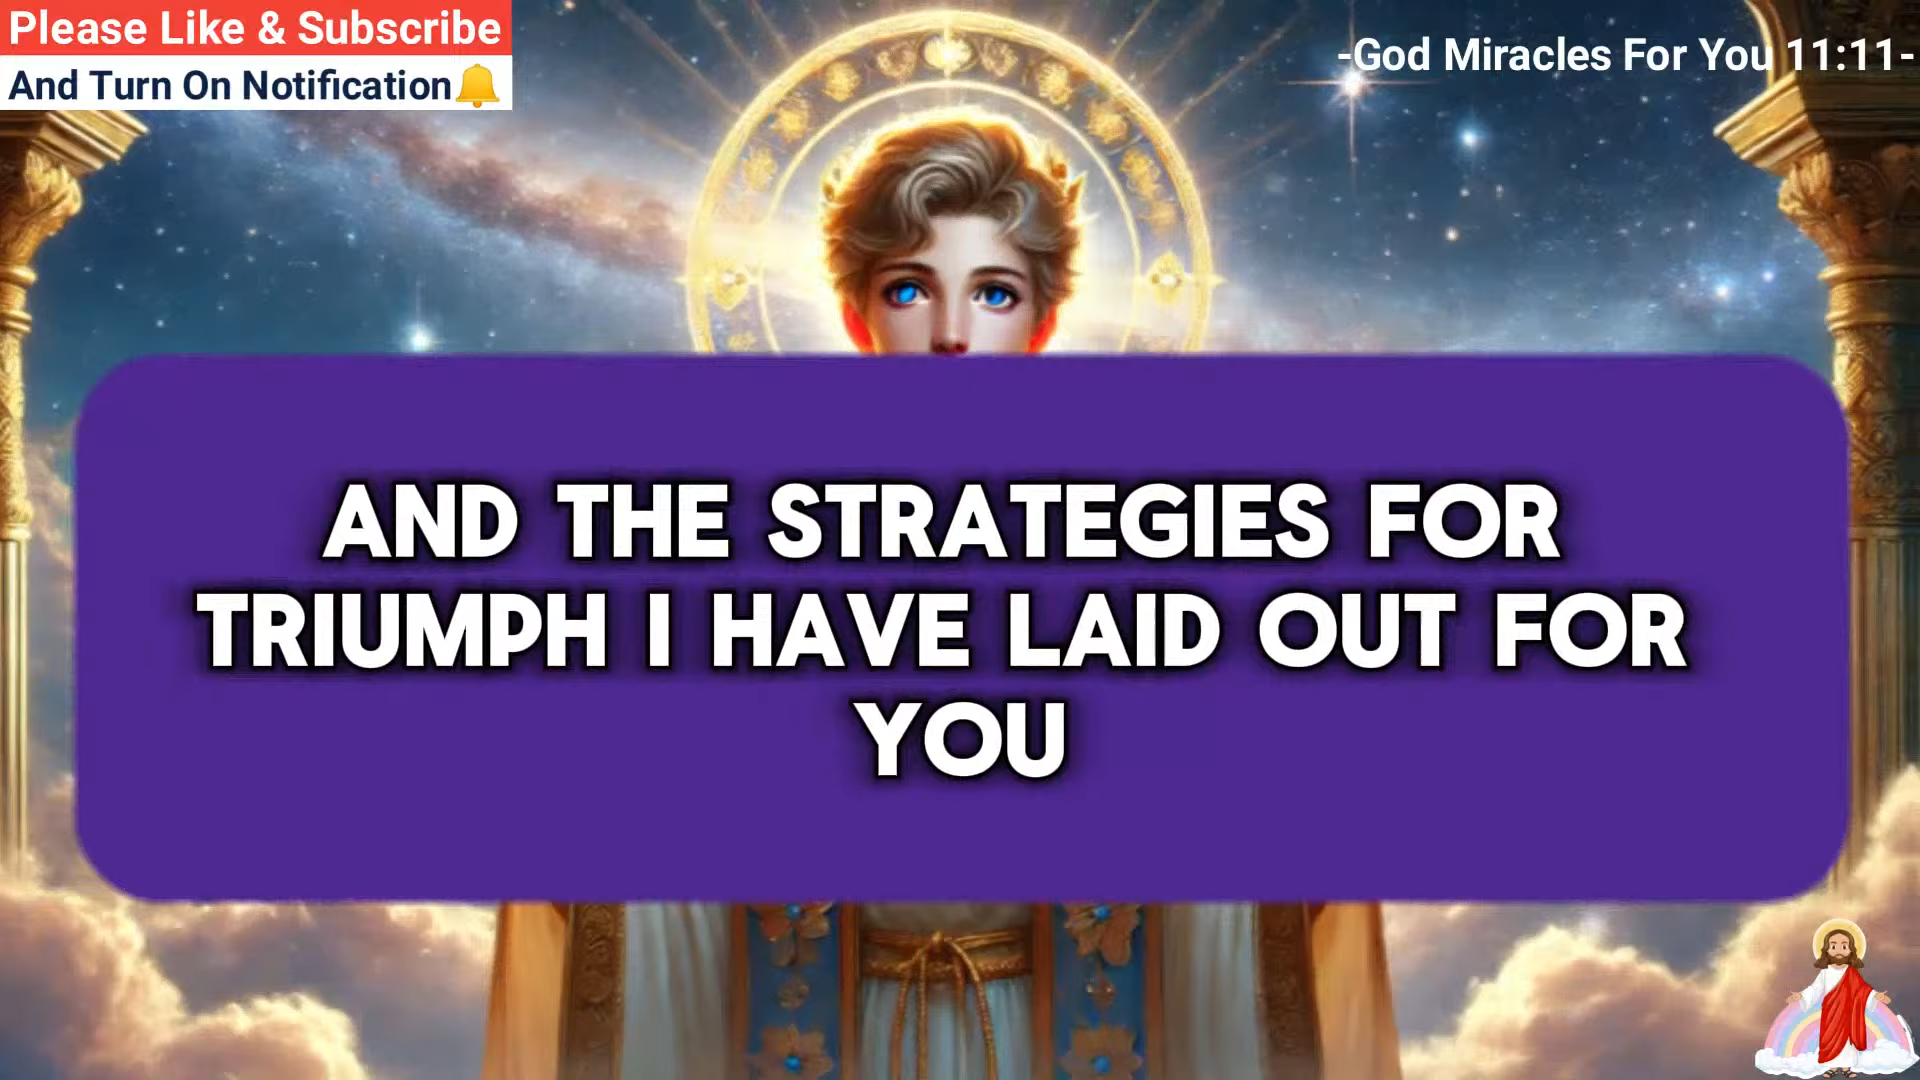 Please Like & Subscribe
And Turn On Notification
-God Miracles For You 11:11-
AND THE STRATEGIES FOR
TRIUMPH I HAVE LAID OUT FOR
YOU